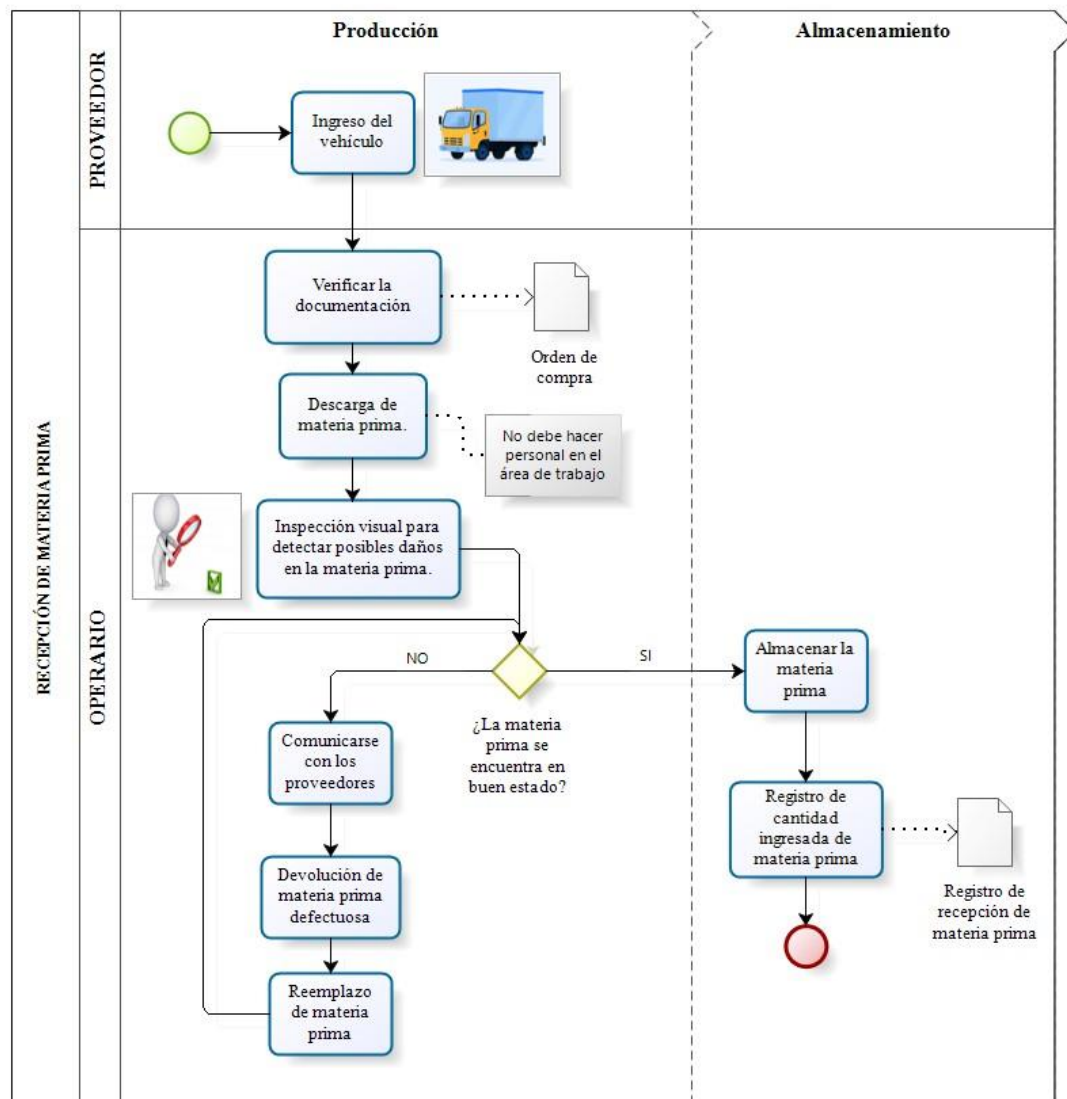 Producción
Almacenamiento
RECEPCIÓN DE MATERIA PRIMA
PROVEEDOR
Ingreso del
vehículo
OPERARIO
Verificar la
documentación
Orden de
compra
Descarga de
materia prima.
No debe hacer
personal en el
área de trabajo
Inspección visual para
detectar posibles daños
en la materia prima.
NO
SI
¿La materia
prima se
encuentra en
buen estado?
Almacenar la
materia
prima
Comunicarse
con los
proveedores
Registro de
cantidad
ingresada de
materia prima
Registro de
recepción de
materia prima
Devolución de
materia prima
defectuosa
Reemplazo
de materia
prima